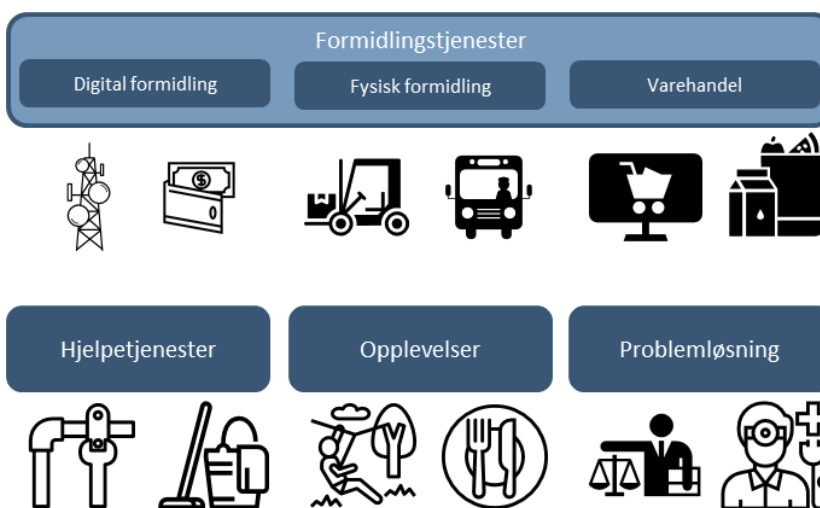 Formidlingstjenester
Digital formidling
Fysisk formidling
Varehandel
$
Hjelpetjenester
Opplevelser
Problemløsning